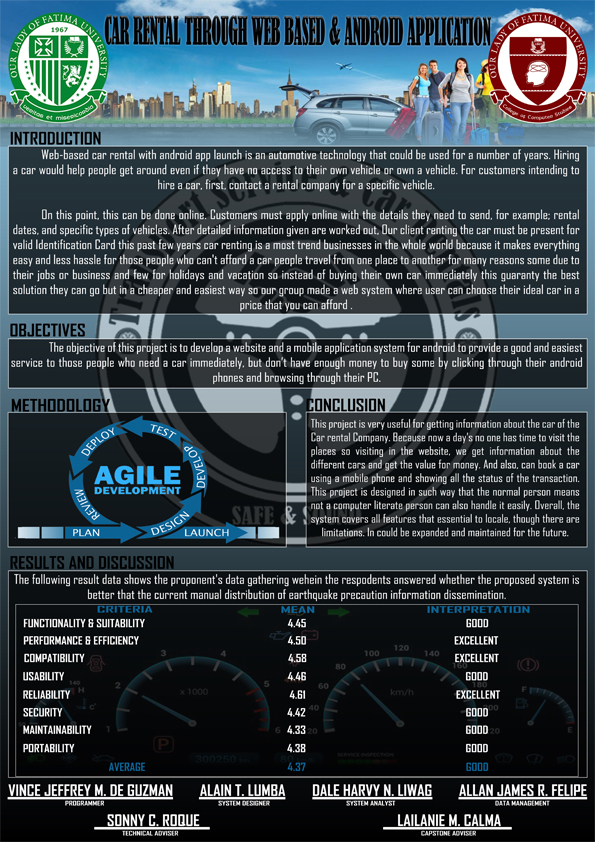 CAR RENTAL THROUGH WEB BASED & ANDROID APPLICATION
OUR LADY OF FATIMA UNIVERSITY
1967
Veritas et misericordia
OUR LADY OF FATIMA UNIVERSITY
College of Computer Studies
INTRODUCTION
Web-based car rental with android app launch is an automotive technology that could be used for a number of years. Hiring
a car would help people get around even if they have no access to their own vehicle or own a vehicle. For customers intending to
hire a car, first, contact a rental company for a specific vehicle.
On this point, this can be done online. Customers must apply online with the details they need to send, for example; rental
dates, and specific types of vehicles. After detailed information given are worked out. Our client renting the car must be present for
valid Identification Card this past few years car renting is a most trend businesses in the whole world because it makes everything
easy and less hassle for those people who can't afford a car people travel from one place to another for many reasons some due to
their jobs or business and few for holidays and vacation so instead of buying their own car immediately this guaranty the best
solution they can go but in a cheaper and easiest way so our group made a web system where user can choose their ideal car in a
price that you can afford .
OBJECTIVES
The objective of this project is to develop a website and a mobile application system for android to provide a good and easiest
service to those people who need a car immediately, but don't have enough money to buy some by clicking through their android
phones and browsing through their PC.
METHODOLOGY
AGILE
DEVELOPMENT
PLAN
DESIGN
DEVELOP
TEST
DEPLOY
REVIEW
LAUNCH
CONCLUSION
This project is very useful for getting information about the car of the
Car rental Company. Because now a day's no one has time to visit the
places so visiting in the website, we get information about the
different cars and get the value for money. And also, can book a car
using a mobile phone and showing all the status of the transaction.
This project is designed in such way that the normal person means
not a computer literate person can also handle it easily. Overall, the
system covers all features that essential to locale, though there are
limitations. In could be expanded and maintained for the future.
SAFE & SOUND
RESULTS AND DISCUSSION
The following result data shows the proponent's data gathering wehein the respodents answered whether the proposed system is
better that the current manual distribution of earthquake precaution information dissemination.
CRITERIA MEAN INTERPRETATION
FUNCTIONALITY & SUITABILITY 4.45 GOOD
PERFORMANCE & EFFICIENCY 4.50 EXCELLENT
COMPATIBILITY 4.58 EXCELLENT
USABILITY 4.46 GOOD
RELIABILITY 4.61 EXCELLENT
SECURITY 4.42 GOOD
MAINTAINABILITY 4.33 GOOD
PORTABILITY 4.38 GOOD
AVERAGE 4.37 GOOD
VINCE JEFFREY M. DE GUZMAN ALAIN T. LUMBA DALE HARVY N. LIWAG ALLAN JAMES R. FELIPE
PROGRAMMER SYSTEM DESIGNER SYSTEM ANALYST DATA MANAGEMENT
SONNY C. ROQUE LAILANIE M. CALMA
TECHNICAL ADVISER CAPSTONE ADVISER